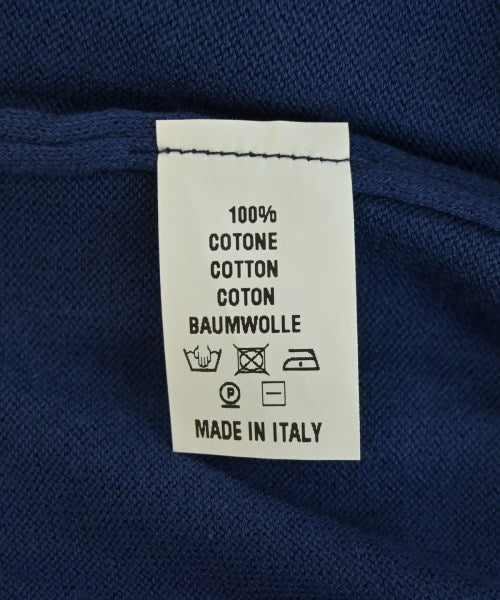 100%
COTONE
COTTON
COTON
BAUMWOLLE
P
MADE IN ITALY